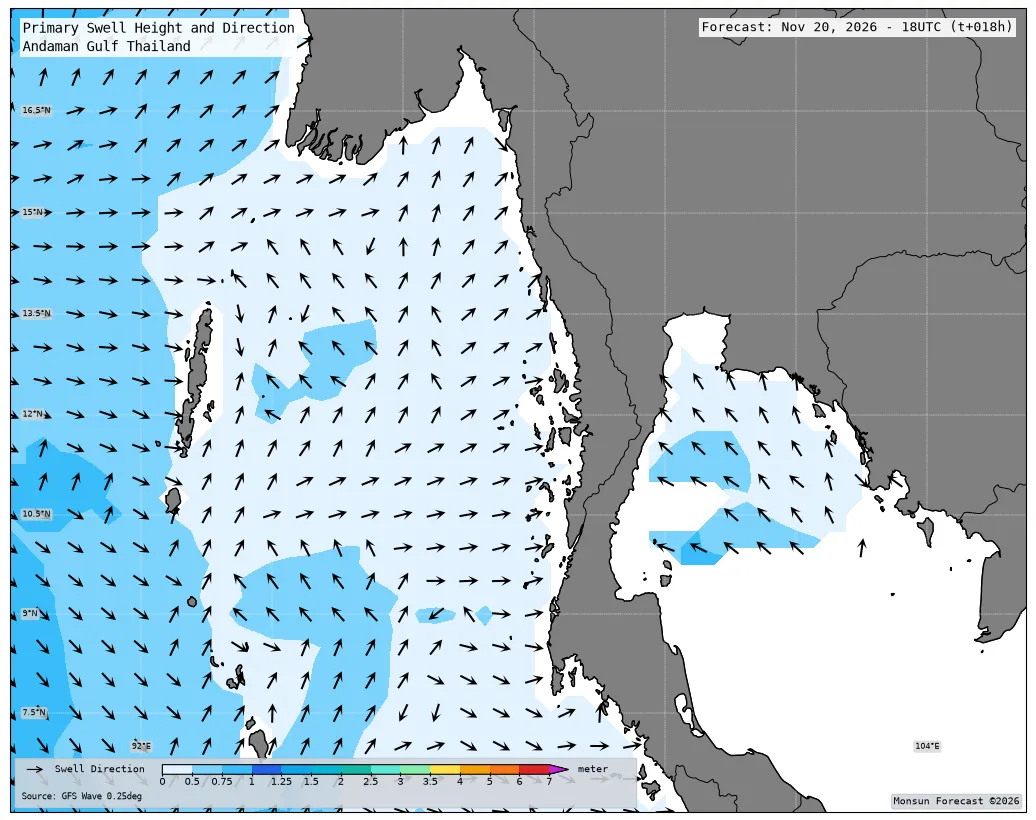 Primary Swell Height and Direction
Andaman Gulf Thailand
Forecast: Nov 20, 2026 - 18UTC (t+018h)
16.5°N
15°N
13.5°N
12°N
10.5°N
9°N
7.5°N
92°E
104°E
Swell Direction
0 0.5 0.75 1 1.25 1.5 2 2.5 3 3.5 4 5 6 7
meter
Source: GFS Wave 0.25deg
Monsun Forecast ©2026